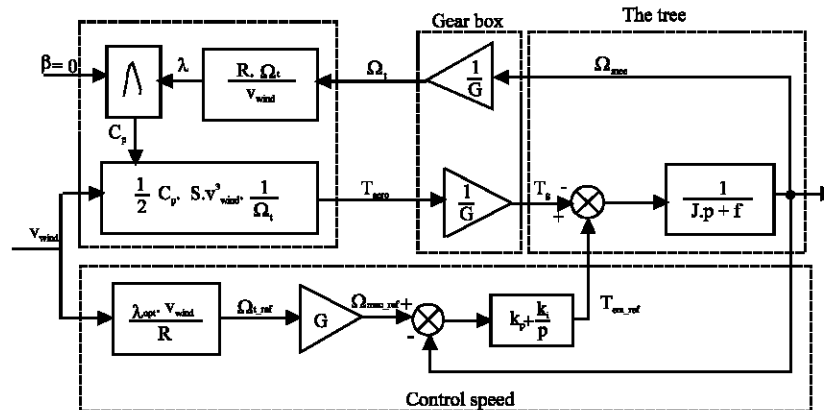 Gear box
The tree
β= 0
λ
R. Ωt
vwind
Ωt
1
G
Ωmec
Cp
1
2
Cp. S.v³wind.
1
Ωt
Taero
1
G
Tg
-
+
1
J.p + f
vwind
λopt. vwind
R
Ωt_ref
G
Ωmec_ref
+
-
kp+
ki
p
Tem_ref
Control speed